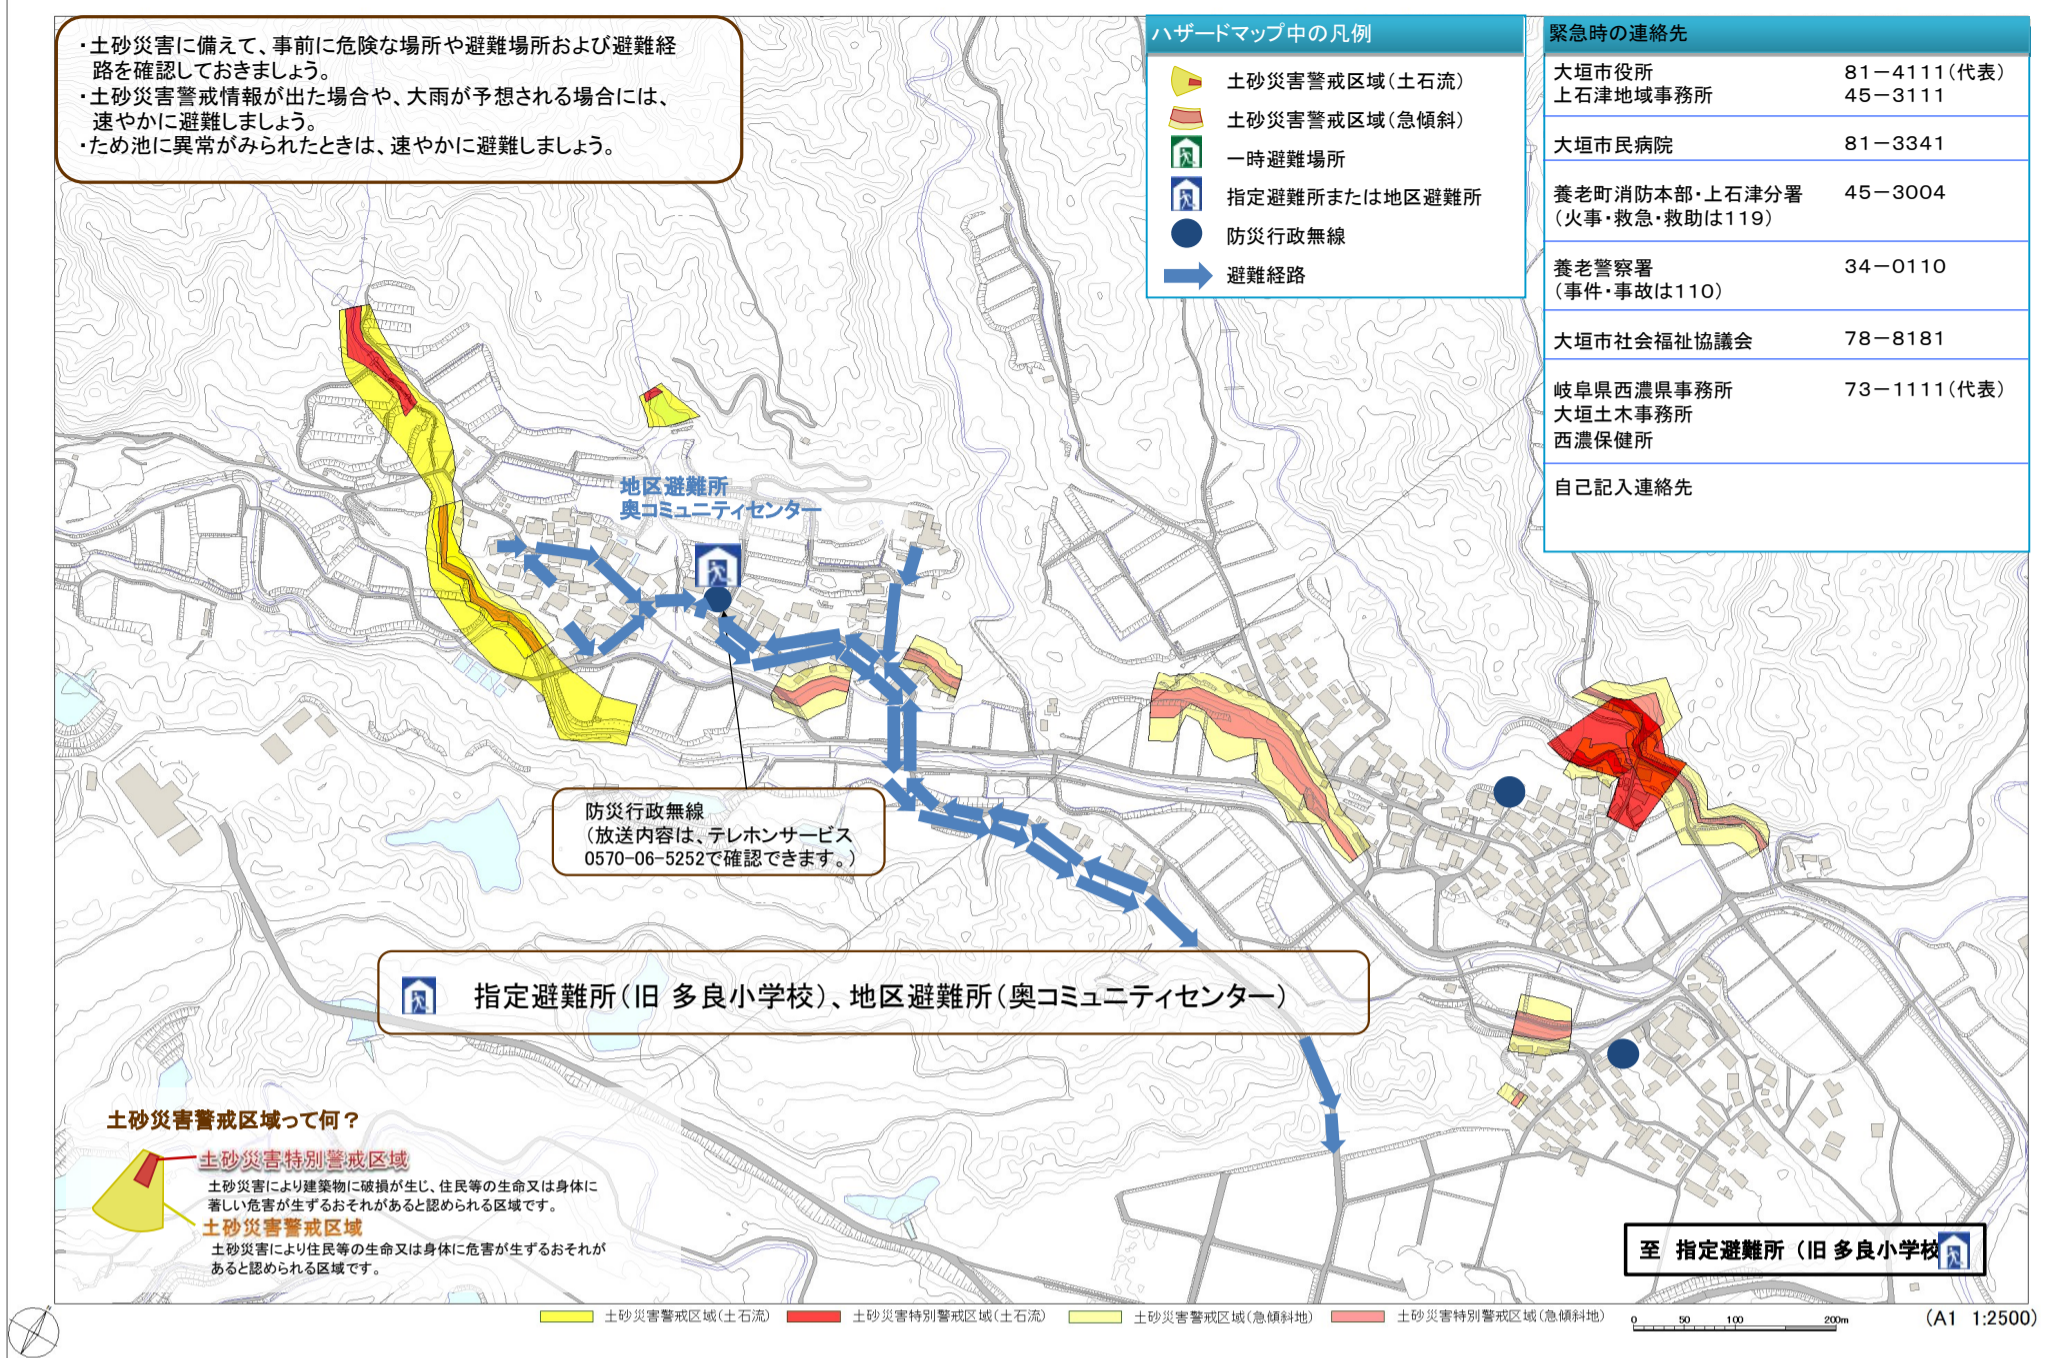 ・土砂災害に備えて、事前に危険な場所や避難場所および避難経
路を確認しておきましょう。
・土砂災害警戒情報が出た場合や、大雨が予想される場合には、
速やかに避難しましょう。
・ため池に異常がみられたときは、速やかに避難しましょう。
ハザードマップ中の凡例
土砂災害警戒区域(土石流)
土砂災害警戒区域(急傾斜)
一時避難場所
指定避難所または地区避難所
防災行政無線
避難経路
緊急時の連絡先
大垣市役所 81-4111(代表)
上石津地域事務所 45-3111
大垣市民病院 81-3341
養老町消防本部・上石津分署 45-3004
(火事・救急・救助は119)
養老警察署 34-0110
(事件・事故は110)
大垣市社会福祉協議会 78-8181
岐阜県西濃県事務所 73-1111(代表)
大垣土木事務所
西濃保健所
自己記入連絡先
地区避難所
奥コミュニティセンター
防災行政無線
(放送内容は、テレホンサービス
0570-06-5252で確認できます。)
指定避難所(旧 多良小学校)、地区避難所(奥コミュニティセンター)
土砂災害警戒区域って何?
土砂災害特別警戒区域
土砂災害により建築物に破損が生じ、住民等の生命又は身体に
著しい危害が生ずるおそれがあると認められる区域です。
土砂災害警戒区域
土砂災害により住民等の生命又は身体に危害が生ずるおそれが
あると認められる区域です。
至 指定避難所(旧 多良小学校
土砂災害警戒区域(土石流) 土砂災害特別警戒区域(土石流) 土砂災害警戒区域(急傾斜地) 土砂災害特別警戒区域(急傾斜地)
0 50 100 200m
(A1 1:2500)